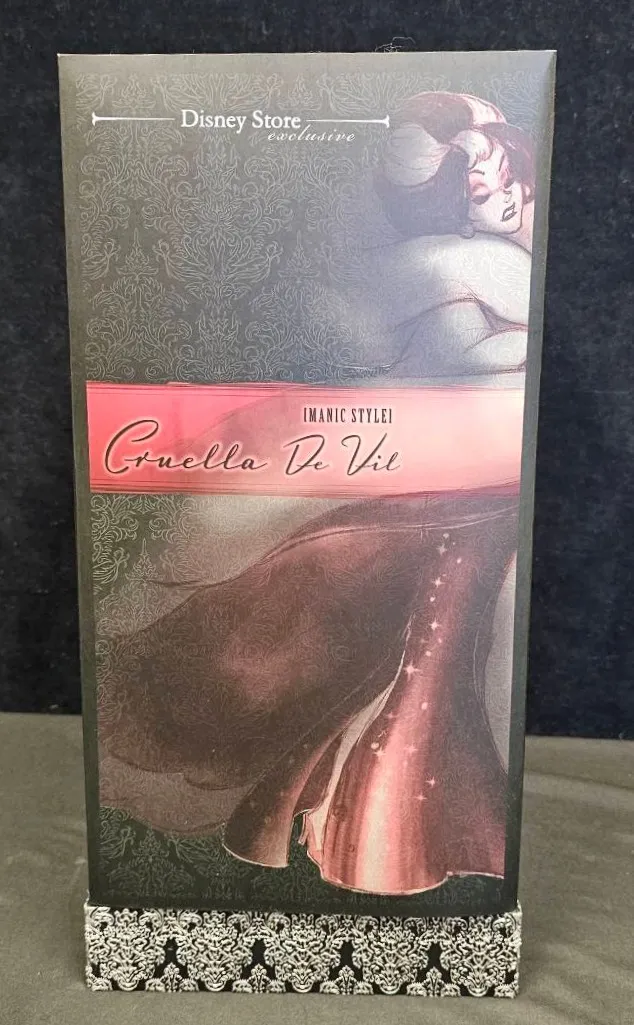 Disney Store
exclusive
[MANIC STYLE]
Cruella De Vil